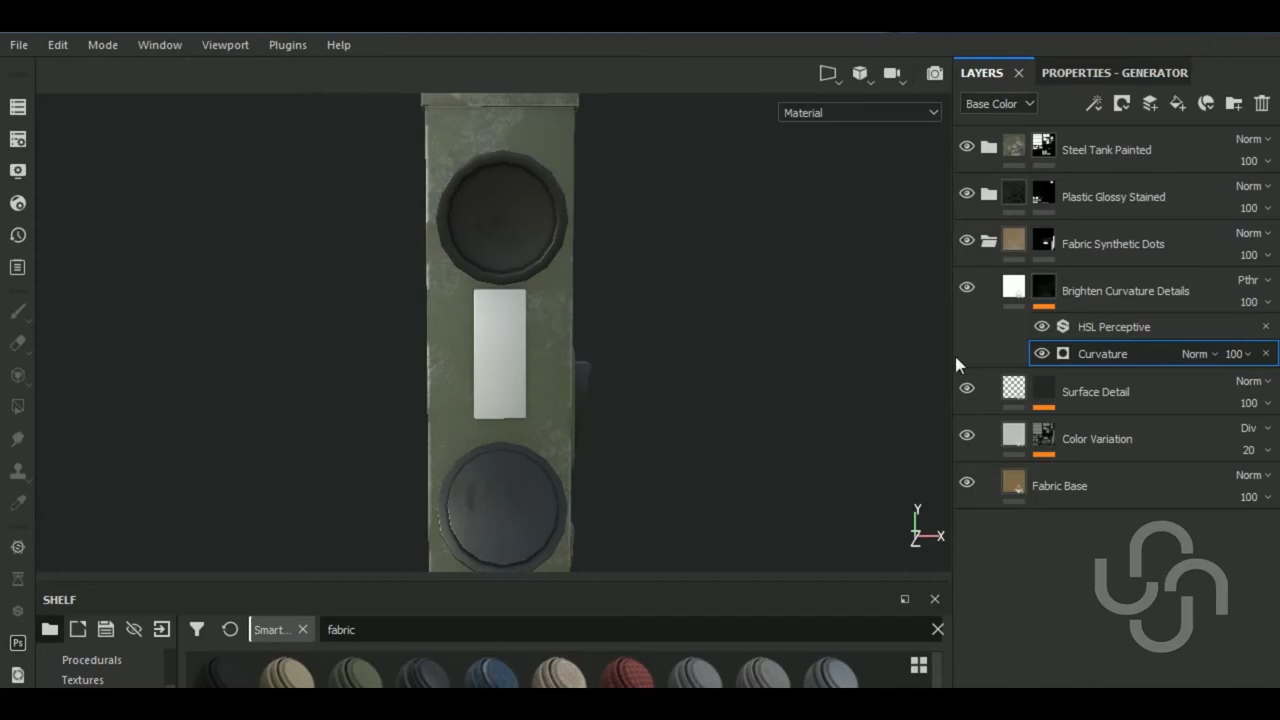 File Edit Mode Window Viewport Plugins Help
LAYERS PROPERTIES - GENERATOR
Base Color
Material
Steel Tank Painted Norm
100
Plastic Glossy Stained Norm
100
Fabric Synthetic Dots Norm
100
Brighten Curvature Details Pthr
100
HSL Perceptive
Curvature Norm 100
Surface Detail Norm
100
Color Variation Div
20
Fabric Base Norm
100
Y
Z X
SHELF
Smart... fabric
Ps
Procedurals
Textures